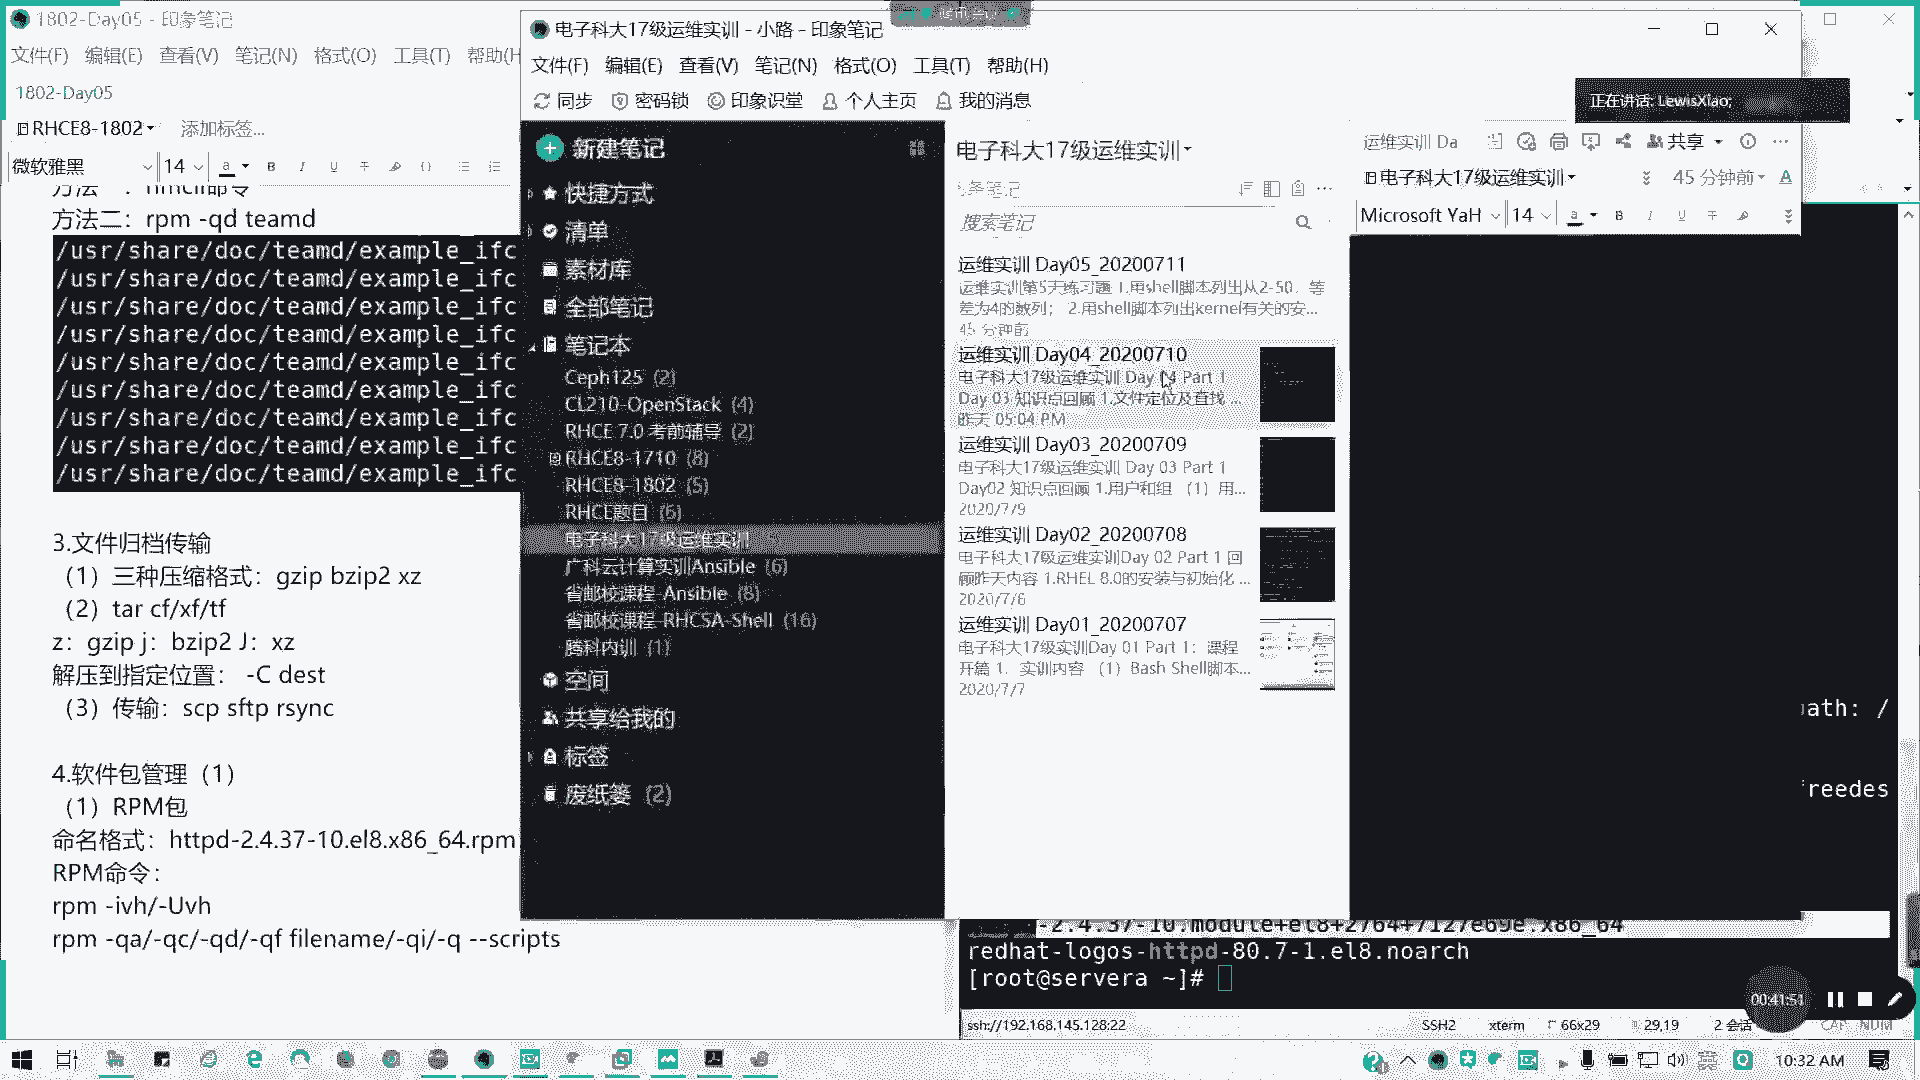 1802-Day05 - 印象笔记
文件(F) 编辑(E) 查看(V) 笔记(N) 格式(O) 工具(T) 帮助(H
1802-Day05
RHCE8-1802 添加标签...
微软雅黑 14 a B I U T
方法二：rpm -qd teamd
/usr/share/doc/teamd/example_ifc
/usr/share/doc/teamd/example_ifc
/usr/share/doc/teamd/example_ifc
/usr/share/doc/teamd/example_ifc
/usr/share/doc/teamd/example_ifc
/usr/share/doc/teamd/example_ifc
/usr/share/doc/teamd/example_ifc
/usr/share/doc/teamd/example_ifc
/usr/share/doc/teamd/example_ifc
3.文件归档传输
（1）三种压缩格式：gzip bzip2 xz
（2）tar cf/xf/tf
z：gzip j：bzip2 J：xz
解压到指定位置： -C dest
（3）传输：scp sftp rsync
4.软件包管理（1）
（1）RPM包
命名格式：httpd-2.4.37-10.el8.x86_64.rpm
RPM命令：
rpm -ivh/-Uvh
rpm -qa/-qc/-qd/-qf filename/-qi/-q --scripts
电子科大17级运维实训 - 小路 - 印象笔记
文件(F) 编辑(E) 查看(V) 笔记(N) 格式(O) 工具(T) 帮助(H)
同步 密码锁 印象识堂 个人主页 我的消息
新建笔记
快捷方式
清单
素材库
全部笔记
笔记本
Ceph125 (2)
CL210-OpenStack (4)
RHCE 7.0 考前辅导 (2)
RHCE8-1710 (8)
RHCE8-1802 (5)
RHCE题目 (6)
电子科大17级运维实训
广科云计算实训Ansible (6)
省邮校课程-Ansible (8)
省邮校课程-RHCSA-Shell (16)
腾科内训 (1)
空间
共享给我的
标签
废纸篓 (2)
电子科大17级运维实训
搜索笔记
运维实训 Day05_20200711
运维实训第5天练习题 1.用shell脚本列出从2-50，等
差为4的数列； 2.用shell脚本列出kernel有关的安...
45 分钟前
运维实训 Day04_20200710
电子科大17级运维实训 Day 04 Part 1
Day 03 知识点回顾 1.文件定位及查找 ...
昨天 05:04 PM
运维实训 Day03_20200709
电子科大17级运维实训 Day 03 Part 1
Day02 知识点回顾 1.用户和组 （1）用...
2020/7/9
运维实训 Day02_20200708
电子科大17级运维实训Day 02 Part 1 回
顾昨天内容 1.RHEL 8.0的安装与初始化 ...
2020/7/6
运维实训 Day01_20200707
电子科大17级实训Day 01 Part 1：课程
开篇 1．实训内容 （1）Bash Shell脚本...
2020/7/7
正在讲话: LewisXiao;
运维实训 Da 共享
电子科大17级运维实训 45 分钟前
Microsoft YaH 14 a B I U T
ath: /
reedes
-2.4.37-10.module+el8+2764+7127e69e.x86_64
redhat-logos-httpd-80.7-1.el8.noarch
[root@servera ~]#
00:41:51
ssh://192.168.145.128:22 SSH2 xterm 66x29 29,19 2 会话 CAP NUM
10:32 AM